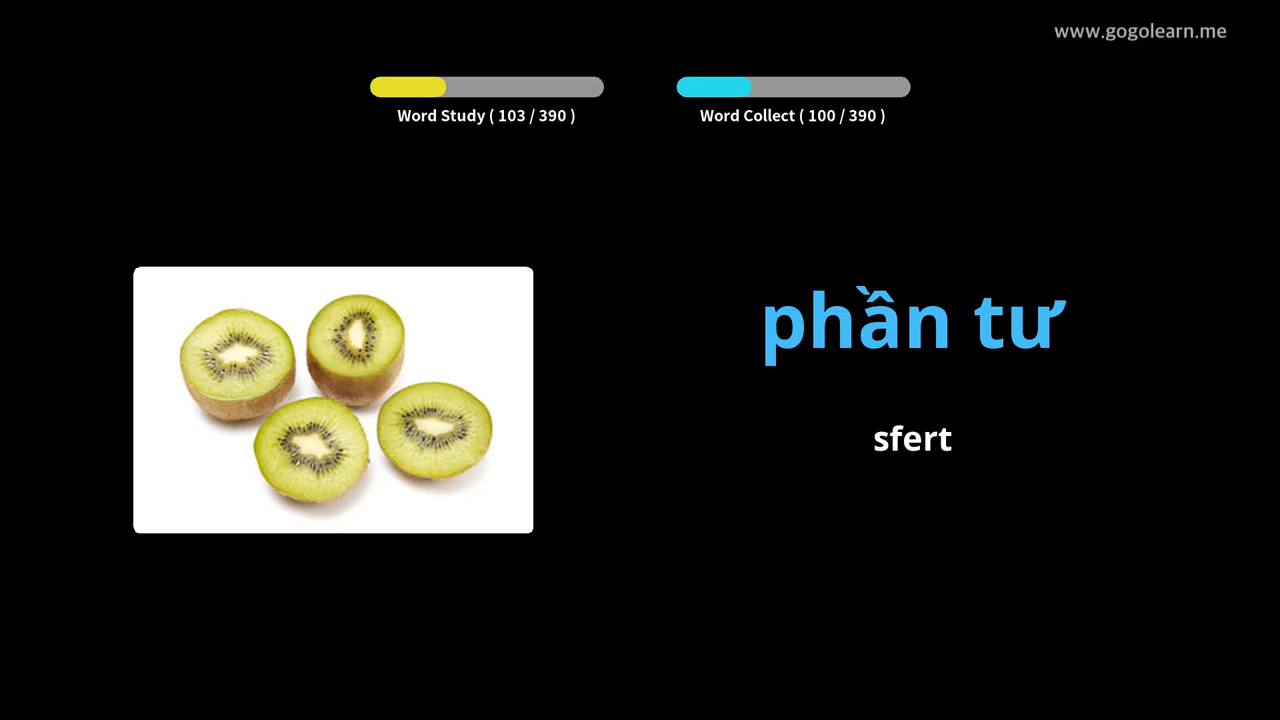 www.gogolearn.me
Word Study ( 103 / 390 )
Word Collect ( 100 / 390 )
phần tư
sfert